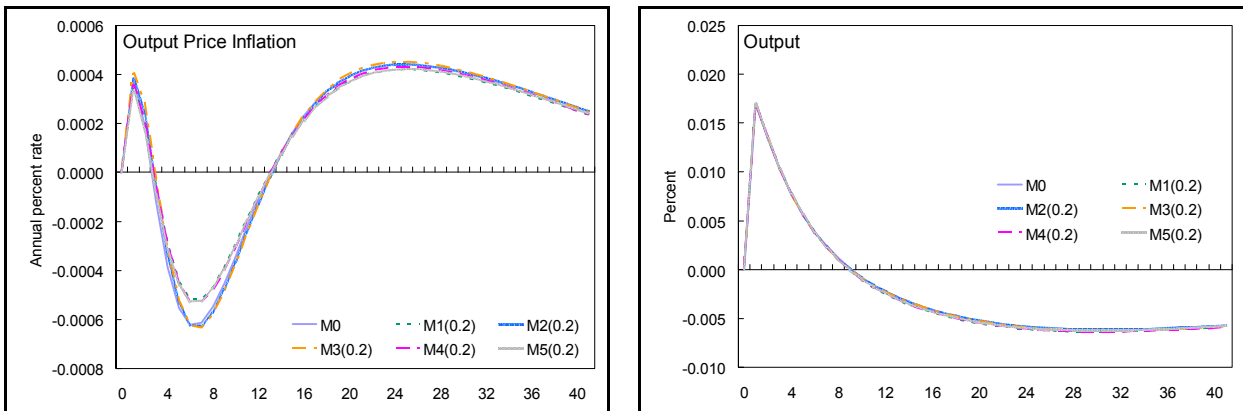 Output Price Inflation
Annual percent rate
0.0006
0.0004
0.0002
0.0000
-0.0002
-0.0004
-0.0006
-0.0008
M0 M1(0.2) M2(0.2)
M3(0.2) M4(0.2) M5(0.2)
0 4 8 12 16 20 24 28 32 36 40
Output
Percent
0.025
0.020
0.015
0.010
0.005
0.000
-0.005
-0.010
M0 M1(0.2)
M2(0.2) M3(0.2)
M4(0.2) M5(0.2)
0 4 8 12 16 20 24 28 32 36 40